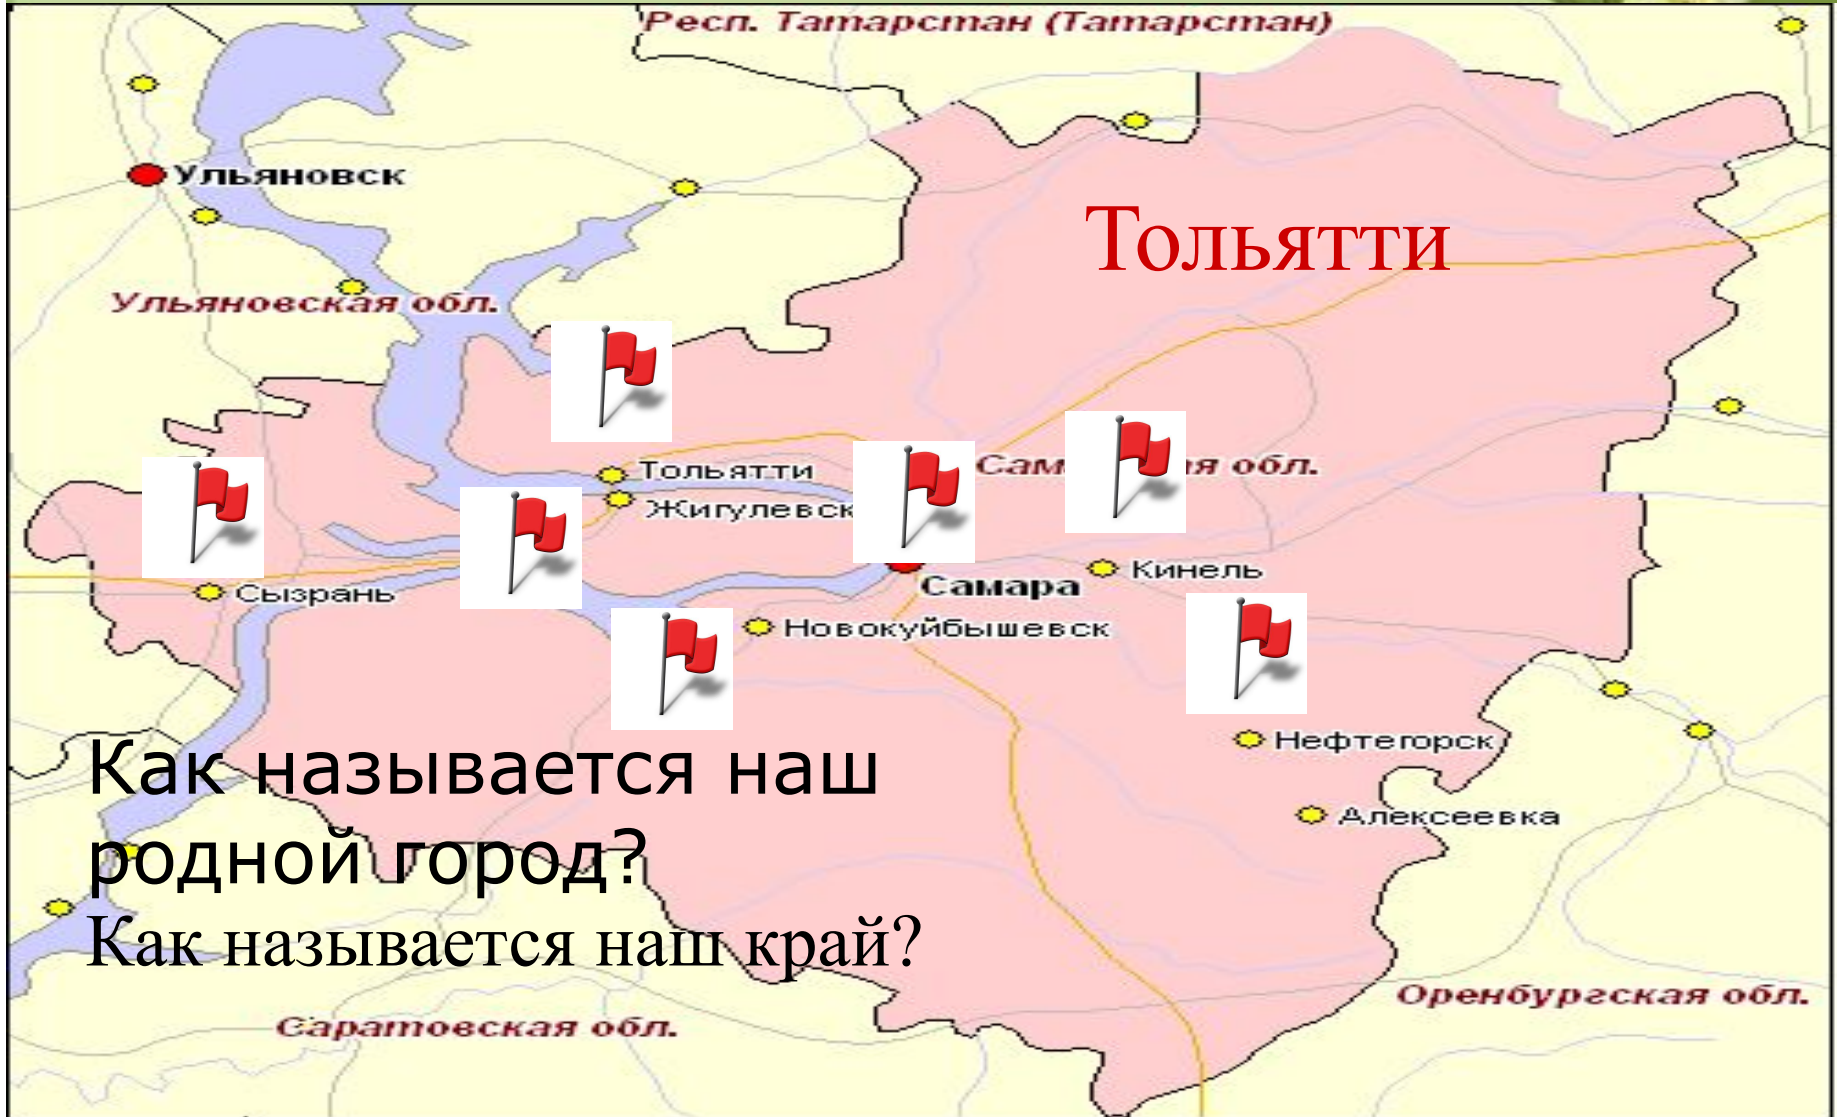 Респ. Татарстан (Татарстан)
Ульяновск
Тольятти
Ульяновская обл.
Тольятти
Жигулевск
обл.
Сызрань
Самара
Кинель
Новокуйбышевск
Нефтегорск
Алексеевка
Как называется наш
родной город?
Как называется наш край?
Оренбургская обл.
Саратовская обл.